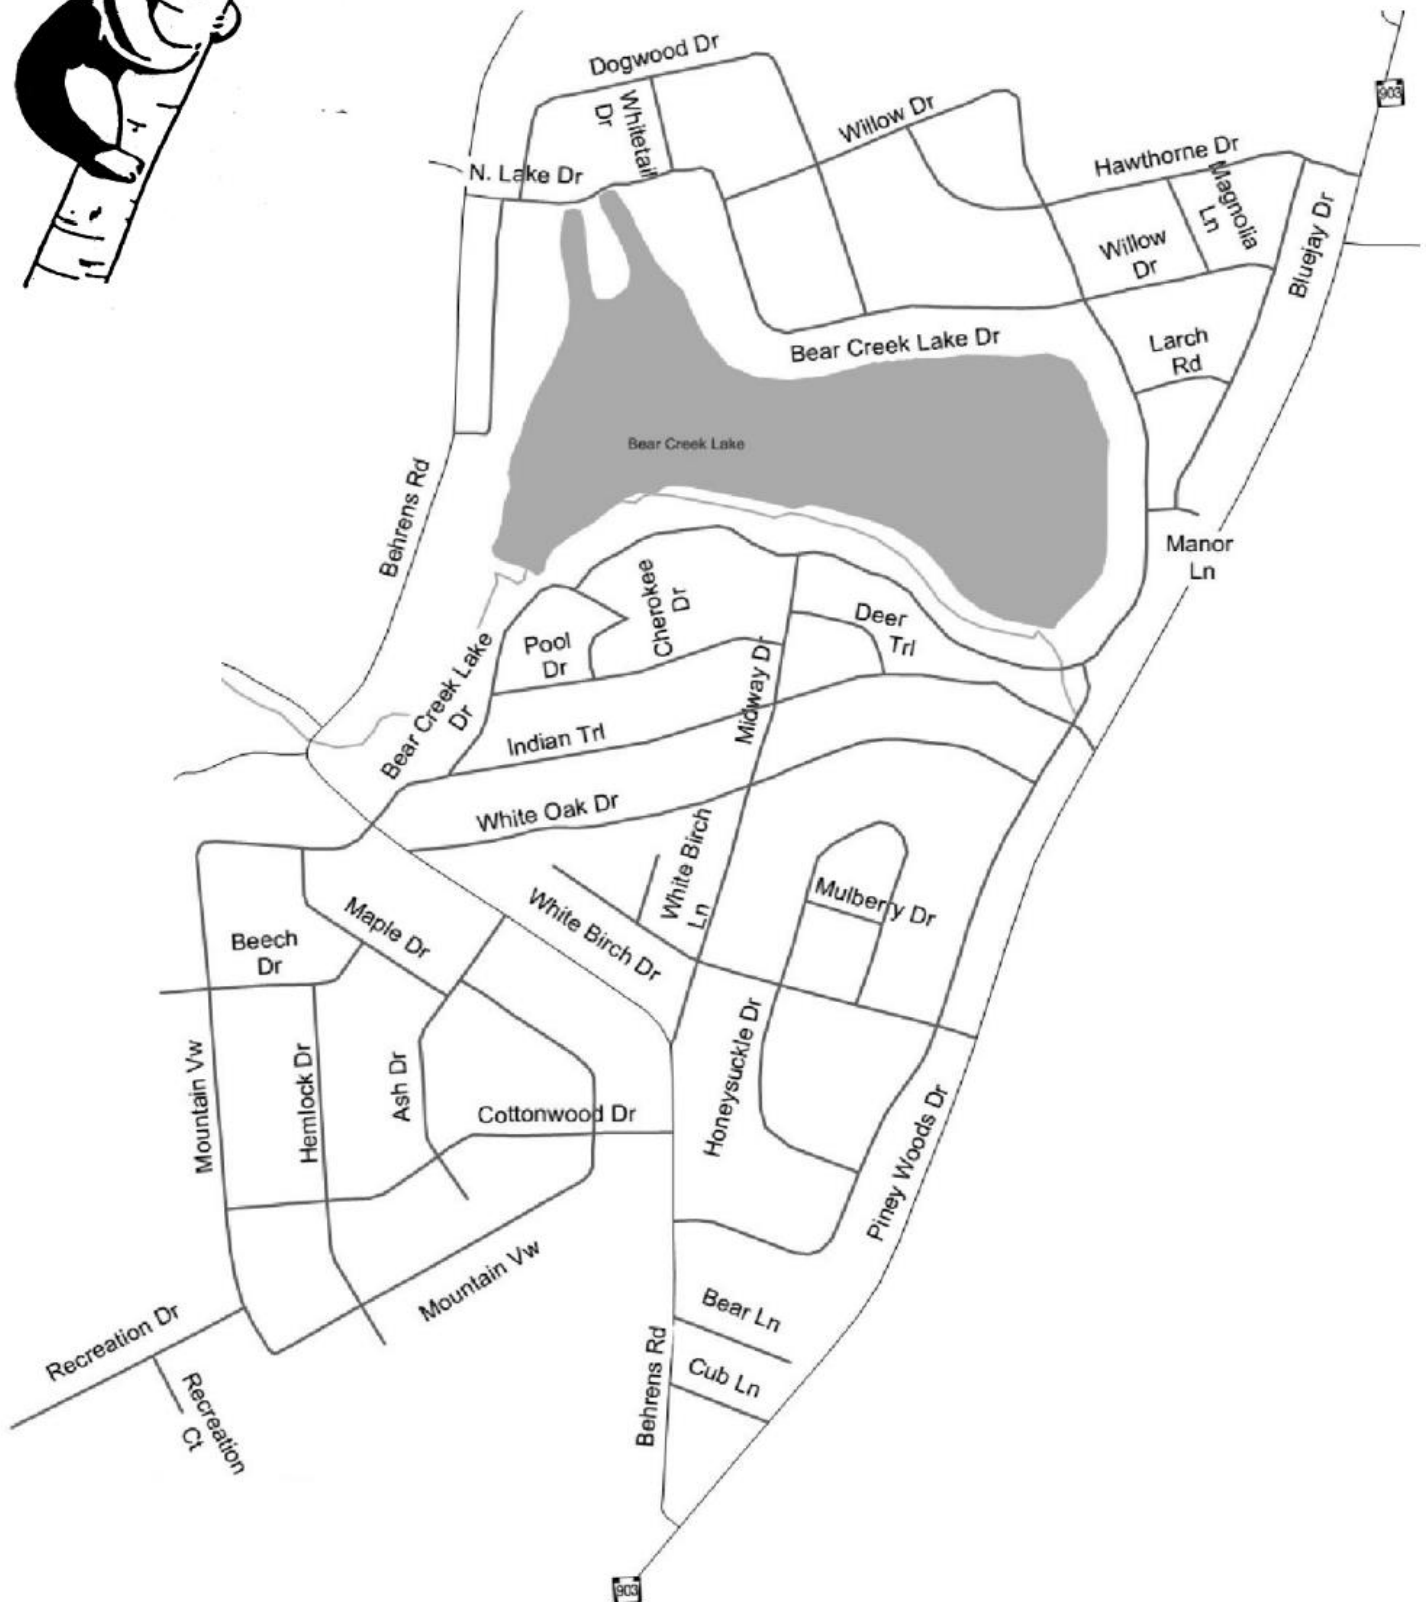 Dogwood Dr
903
Whitetail
Dr
Willow Dr
Hawthorne Dr
N. Lake Dr
Magnolia
Ln
Willow
Dr
Bluejay Dr
Bear Creek Lake Dr
Larch
Rd
Bear Creek Lake
Behrens Rd
Manor
Ln
Cherokee
Dr
Deer
Trl
Pool
Dr
Bear Creek Lake
Dr
Midway Dr
Indian Trl
White Oak Dr
White Birch
Ln
Mulberry Dr
Maple Dr
White Birch Dr
Beech
Dr
Honeysuckle Dr
Mountain Vw
Hemlock Dr
Ash Dr
Cottonwood Dr
Piney Woods Dr
Mountain Vw
Bear Ln
Recreation Dr
Behrens Rd
Cub Ln
Recreation
Ct
903